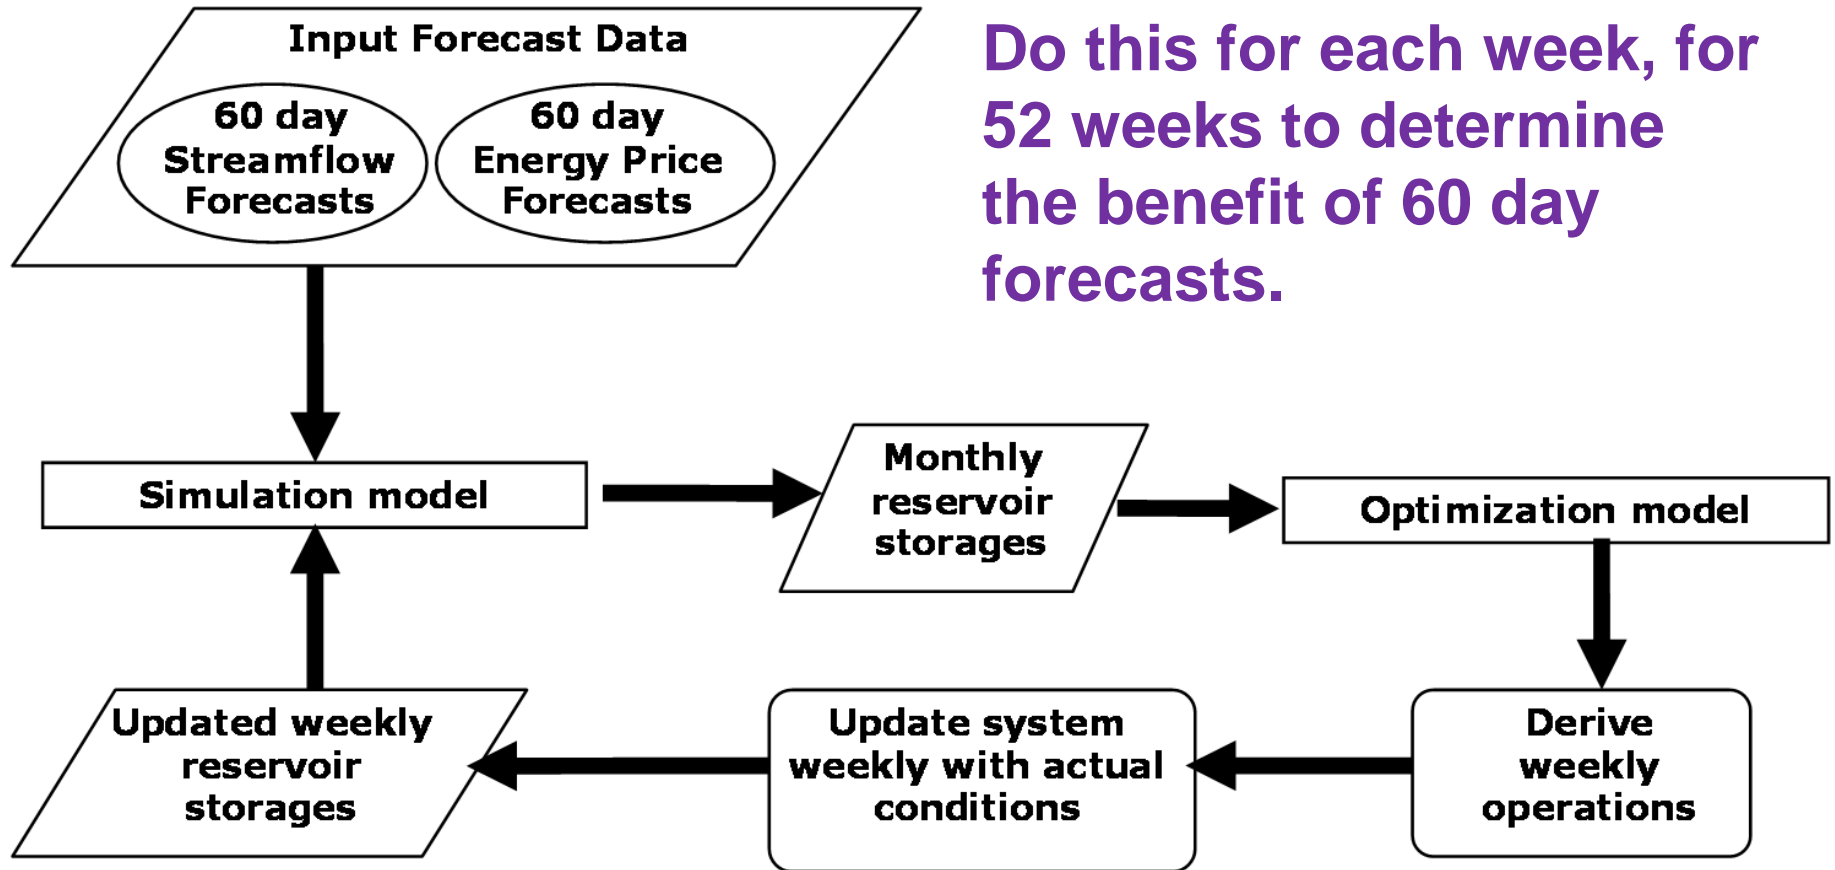 Input Forecast Data
60 day
Streamflow
Forecasts
60 day
Energy Price
Forecasts
Do this for each week, for
52 weeks to determine
the benefit of 60 day
forecasts.
Simulation model
Monthly
reservoir
storages
Optimization model
Derive
weekly
operations
Update system
weekly with actual
conditions
Updated weekly
reservoir
storages